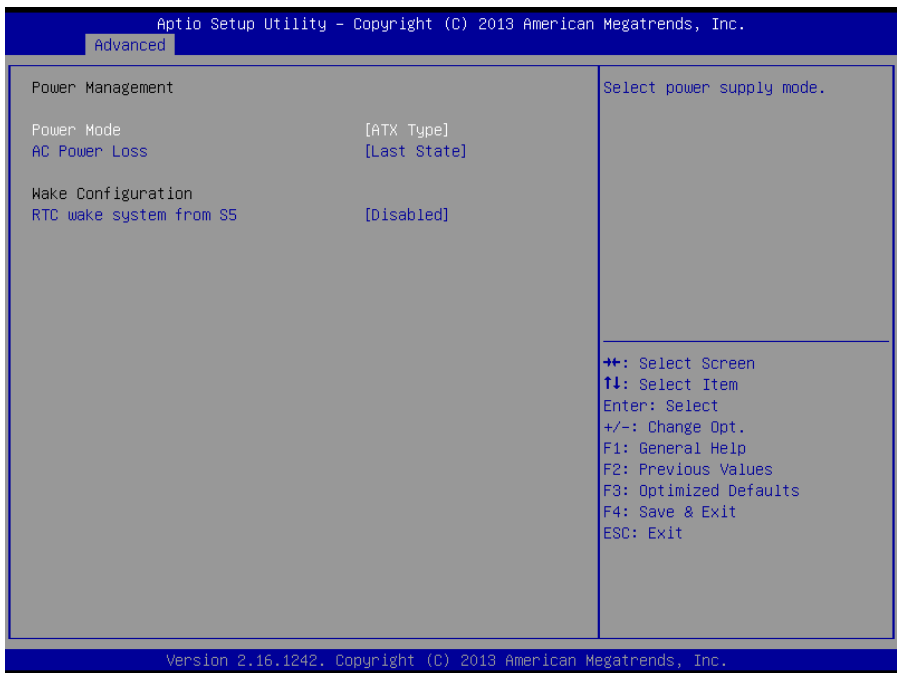 Aptio Setup Utility – Copyright (C) 2013 American Megatrends, Inc.
Advanced
Power Management
Power Mode [ATX Type]
AC Power Loss [Last State]
Wake Configuration
RTC wake system from S5 [Disabled]
Select power supply mode.
→←: Select Screen
↑↓: Select Item
Enter: Select
+/-: Change Opt.
F1: General Help
F2: Previous Values
F3: Optimized Defaults
F4: Save & Exit
ESC: Exit
Version 2.16.1242. Copyright (C) 2013 American Megatrends, Inc.